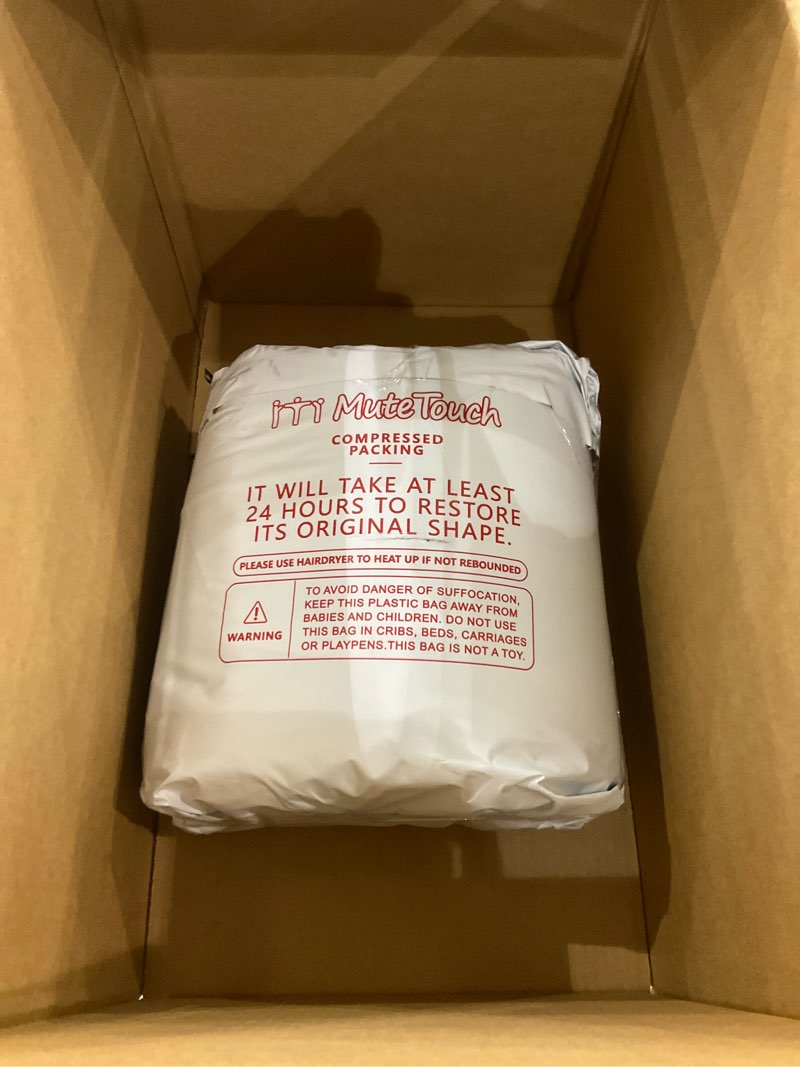 MuteTouch
COMPRESSED
PACKING
IT WILL TAKE AT LEAST
24 HOURS TO RESTORE
ITS ORIGINAL SHAPE.
PLEASE USE HAIRDRYER TO HEAT UP IF NOT REBOUNDED
WARNING
TO AVOID DANGER OF SUFFOCATION,
KEEP THIS PLASTIC BAG AWAY FROM
BABIES AND CHILDREN. DO NOT USE
THIS BAG IN CRIBS, BEDS, CARRIAGES
OR PLAYPENS.THIS BAG IS NOT A TOY.